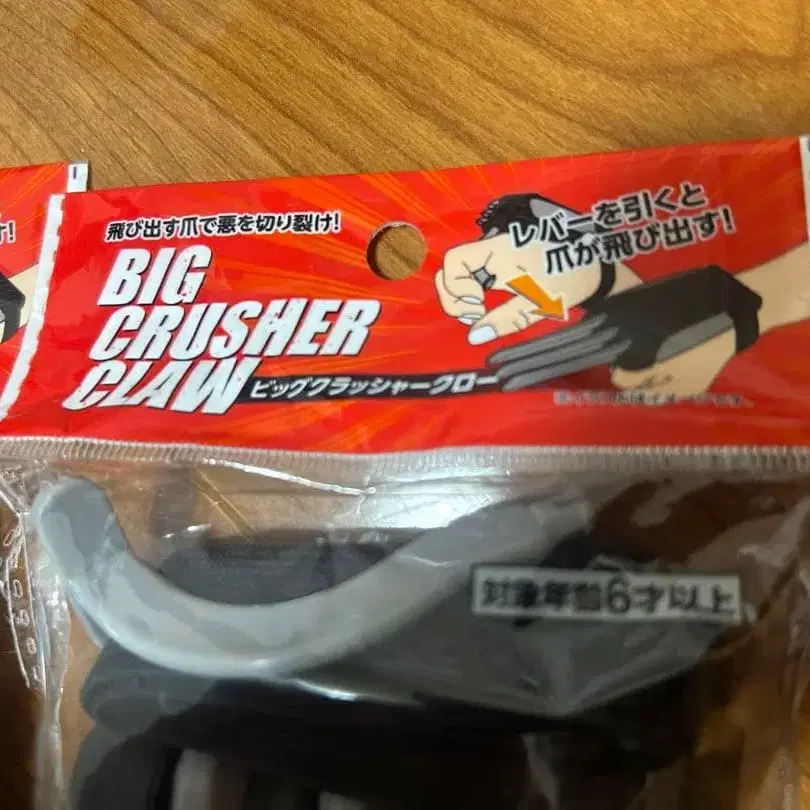 飛び出す爪で悪を切り裂け!
BIG
CRUSHER
CLAW
ビッグクラッシャークロー
レバーを引くと
爪が飛び出す!
対象年齢6才以上
す!